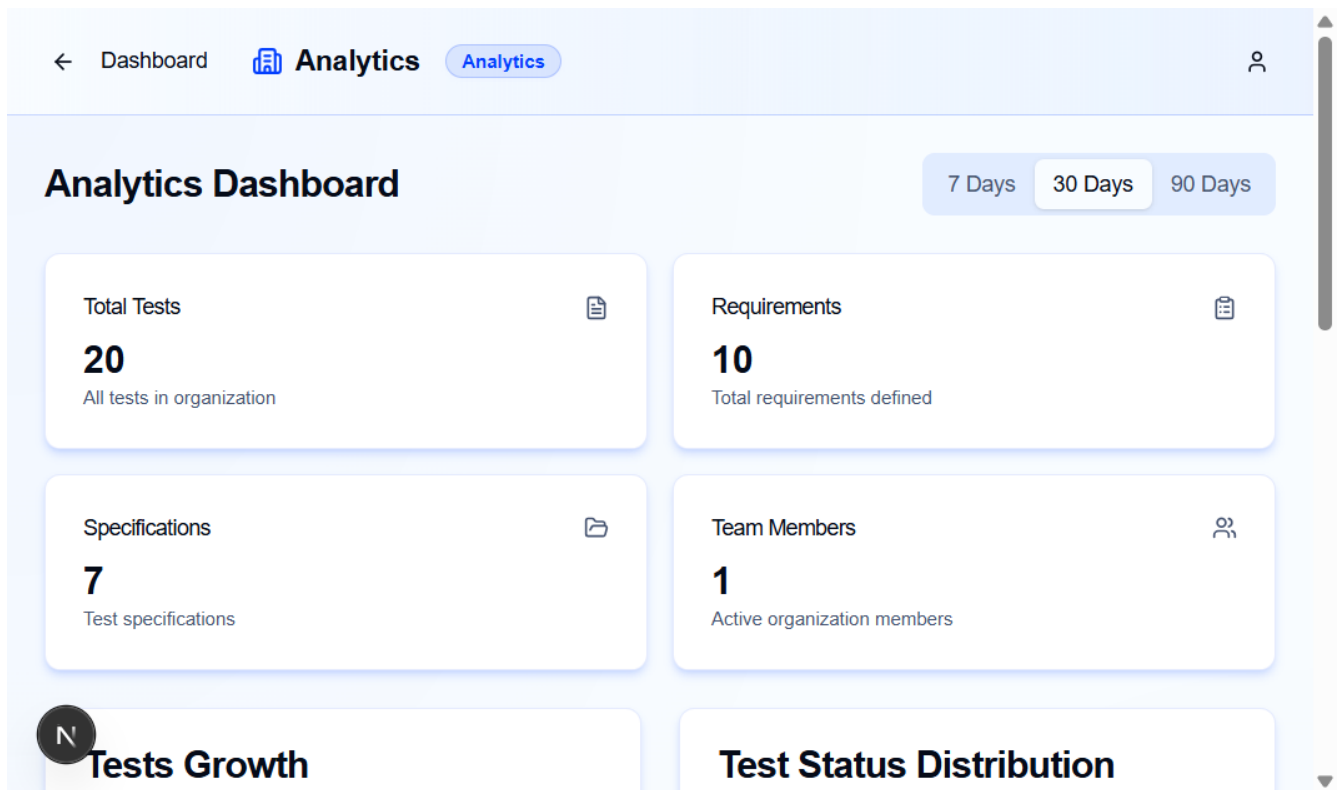 Dashboard Analytics Analytics
Analytics Dashboard
7 Days 30 Days 90 Days
Total Tests
20
All tests in organization
Requirements
10
Total requirements defined
Specifications
7
Test specifications
Team Members
1
Active organization members
N
Tests Growth
Test Status Distribution